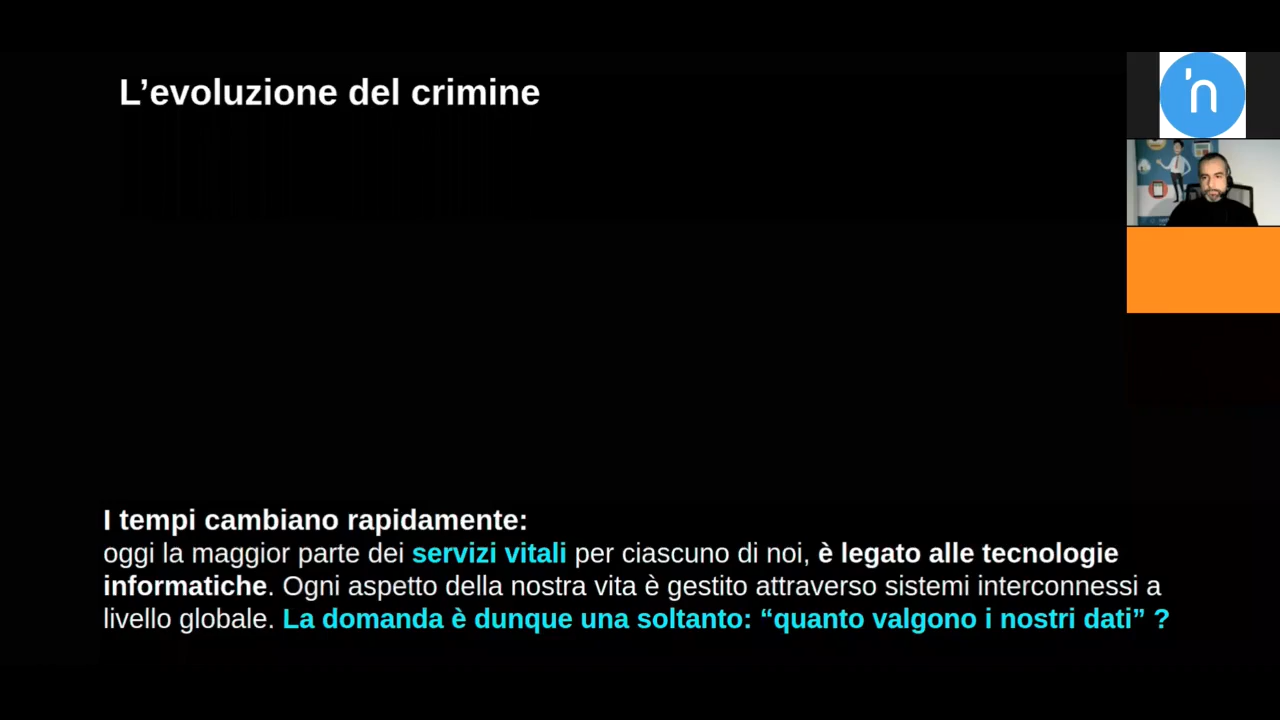 L’evoluzione del crimine
'n
I tempi cambiano rapidamente:
oggi la maggior parte dei servizi vitali per ciascuno di noi, è legato alle tecnologie
informatiche. Ogni aspetto della nostra vita è gestito attraverso sistemi interconnessi a
livello globale. La domanda è dunque una soltanto: “quanto valgono i nostri dati” ?